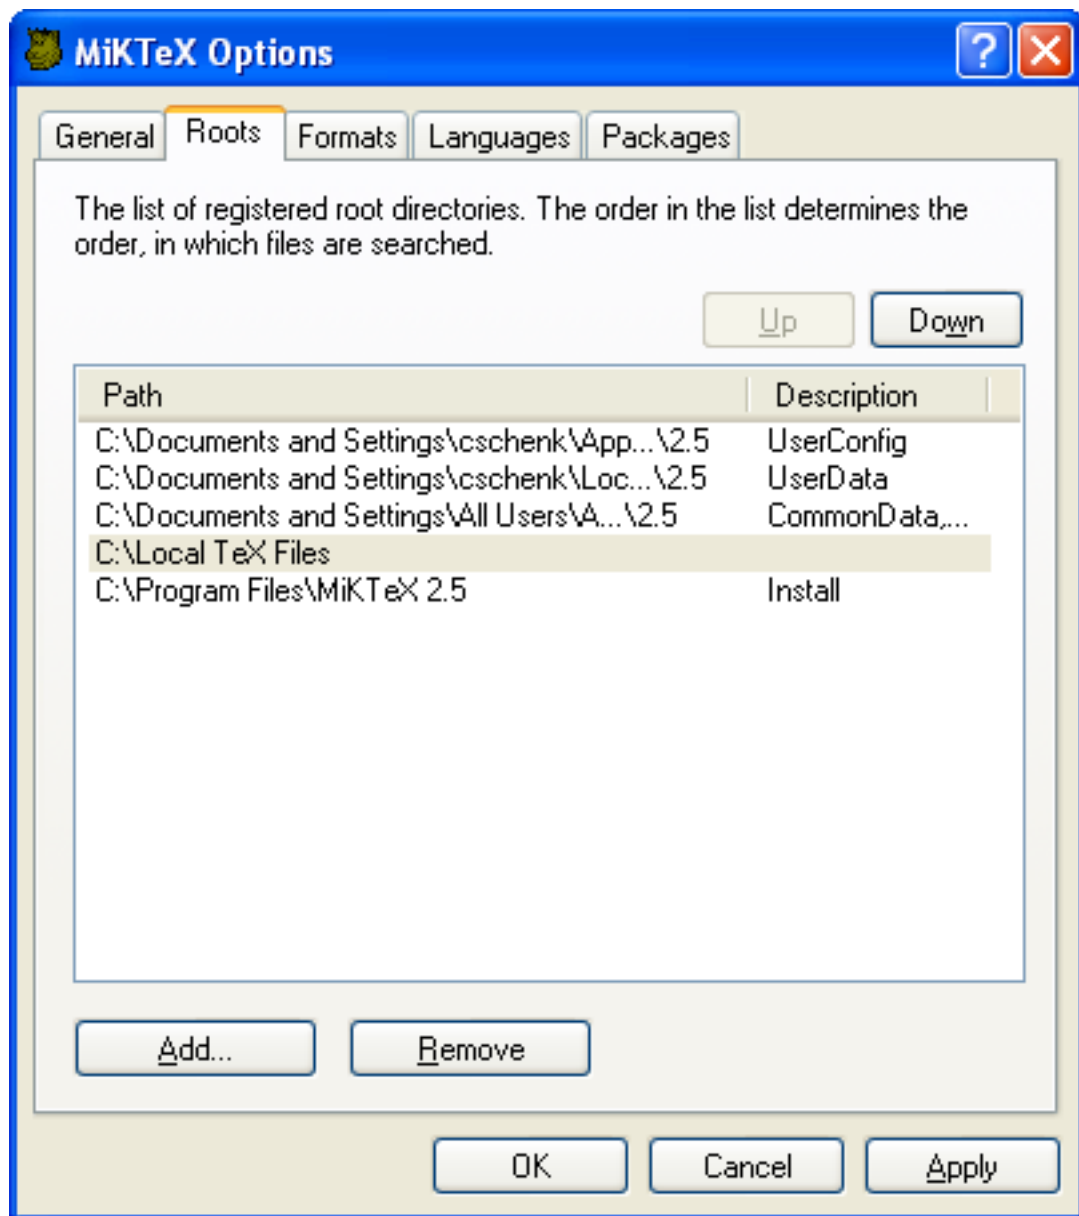 MiKTeX Options
General Roots Formats Languages Packages
The list of registered root directories. The order in the list determines the
order, in which files are searched.
Up Down
Path Description
C:\Documents and Settings\cschenk\App...\2.5 UserConfig
C:\Documents and Settings\cschenk\Loc...\2.5 UserData
C:\Documents and Settings\All Users\A...\2.5 CommonData,...
C:\Local TeX Files
C:\Program Files\MiKTeX 2.5 Install
Add... Remove
OK Cancel Apply